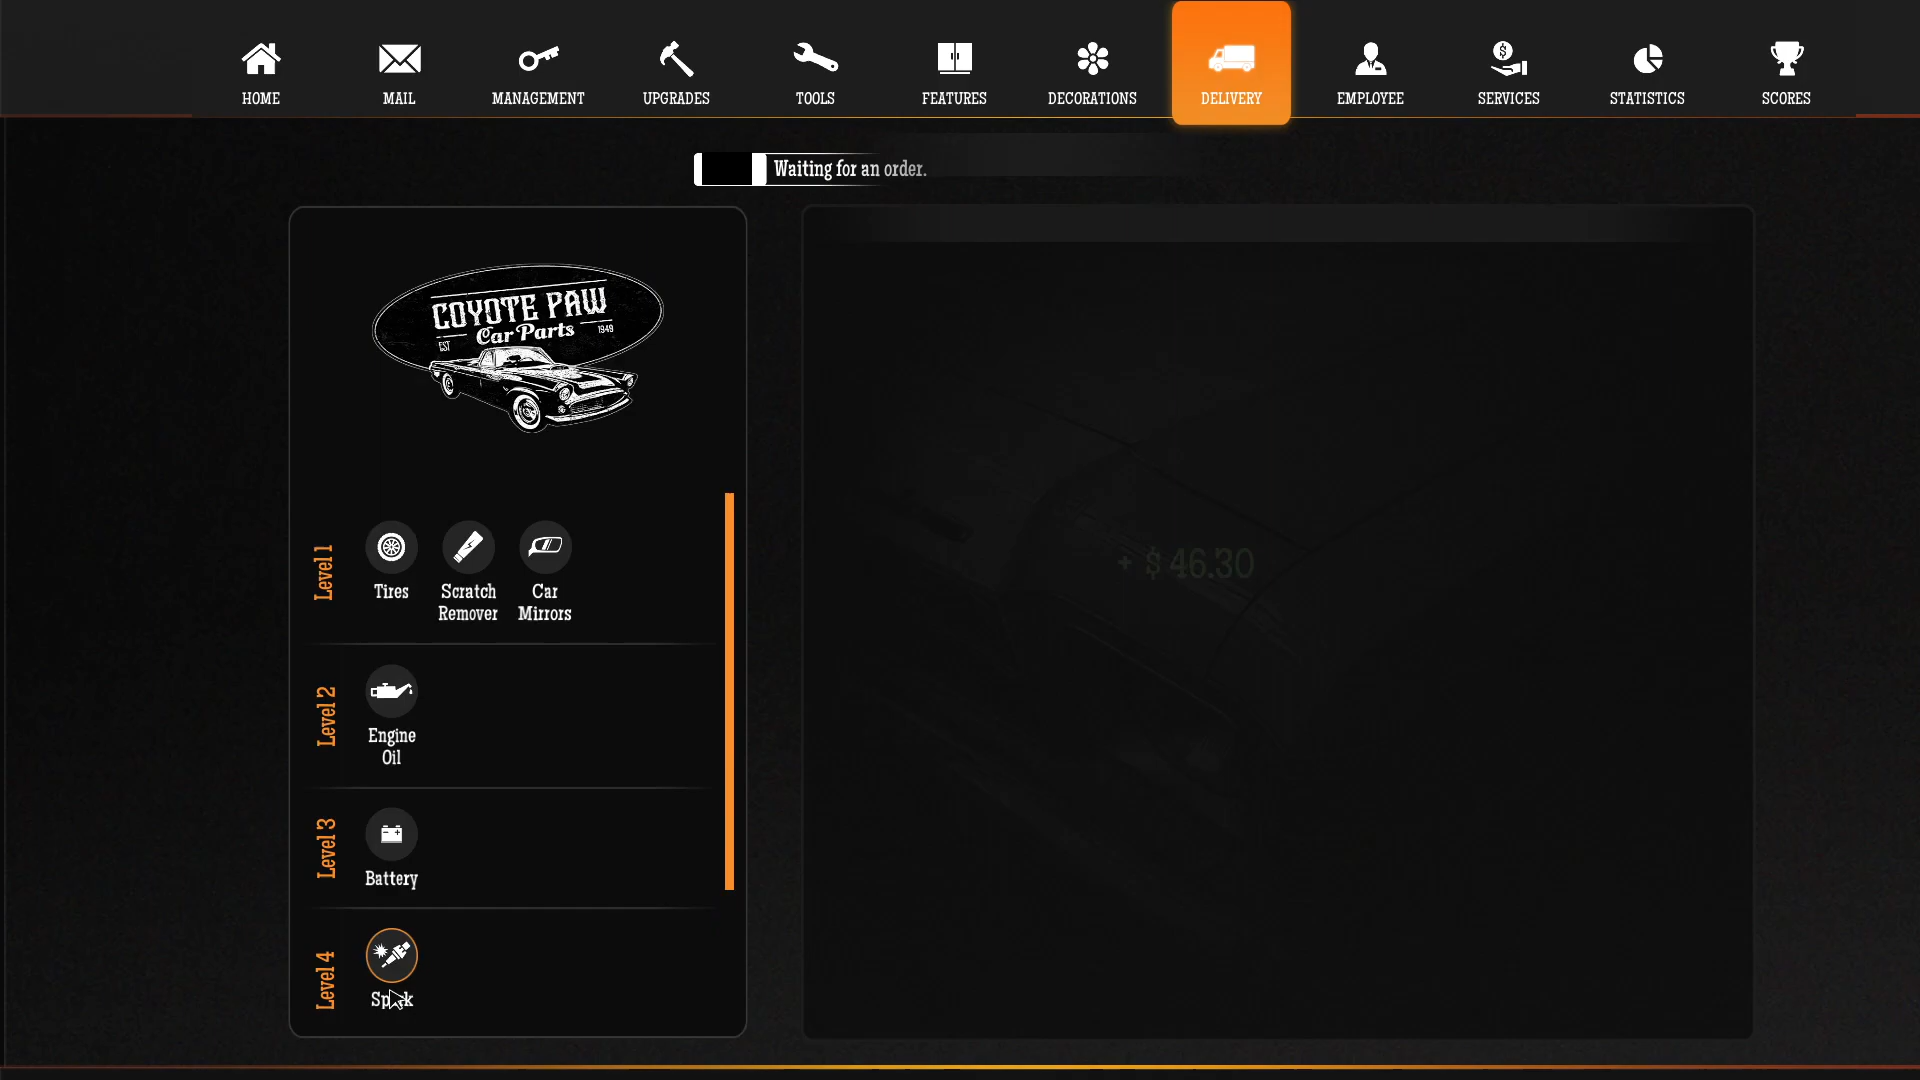 HOME
MAIL
MANAGEMENT
UPGRADES
TOOLS
FEATURES
DECORATIONS
DELIVERY
EMPLOYEE
SERVICES
STATISTICS
SCORES
Waiting for an order.
COYOTE PAW
Car Parts
EST
1949
Level 1
Tires
Scratch
Remover
Car
Mirrors
+ $ 46.30
Level 2
Engine
Oil
Level 3
Battery
Level 4